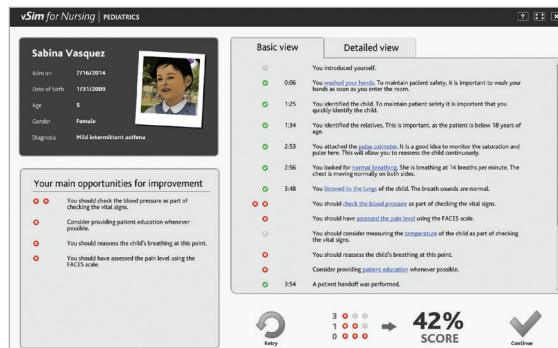 vSim for Nursing | PEDIATRICS
?
Sabina Vasquez
Adm on 7/16/2014
Date of birth 1/31/2009
Age 5
Gender Female
Diagnosis Mild intermittant asthma
Your main opportunities for improvement
You should check the blood pressure as part of
checking the vital signs.
Consider providing patient education whenever
possible.
You should reassess the child's breathing at this point.
You should have assessed the pain level using the
FACES scale.
Basic view
Detailed view
You introduced yourself.
0:06 You washed your hands. To maintain patient safety, it is important to wash your
hands as soon as you enter the room.
1:25 You identified the child. To maintain patient safety it is important that you
quickly identify the child.
1:34 You identified the relatives. This is important, as the patient is below 18 years of
age.
2:53 You attached the pulse oximeter. It is a good idea to monitor the saturation and
pulse here. This will allow you to reassess the child continuously.
2:56 You looked for normal breathing. She is breathing at 14 breaths per minute. The
chest is moving normally on both sides.
3:48 You listened to the lungs of the child. The breath sounds are normal.
You should check the blood pressure as part of checking the vital signs.
You should have assessed the pain level using the FACES scale.
You should consider measuring the temperature of the child as part of checking
the vital signs.
You should reassess the child's breathing at this point.
Consider providing patient education whenever possible.
3:54 A patient handoff was performed.
Retry
3
1
0
42%
SCORE
Continue